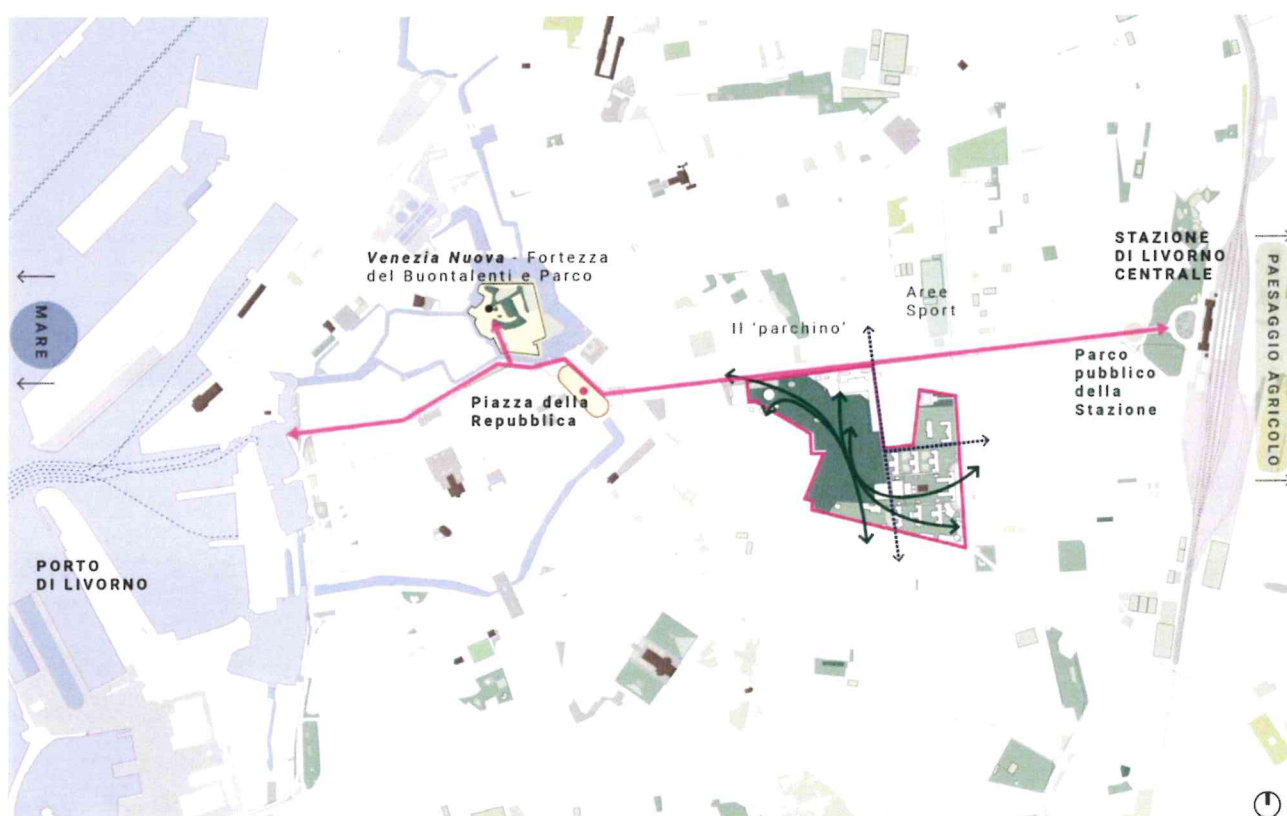 Venezia Nuova - Fortezza
del Buontalenti e Parco
STAZIONE
DI LIVORNO
CENTRALE
PAESAGGIO AGRICOLO
MARE
Aree
Sport
Il 'parchino'
Parco
pubblico
della
Stazione
Piazza della
Repubblica
PORTO
DI LIVORNO